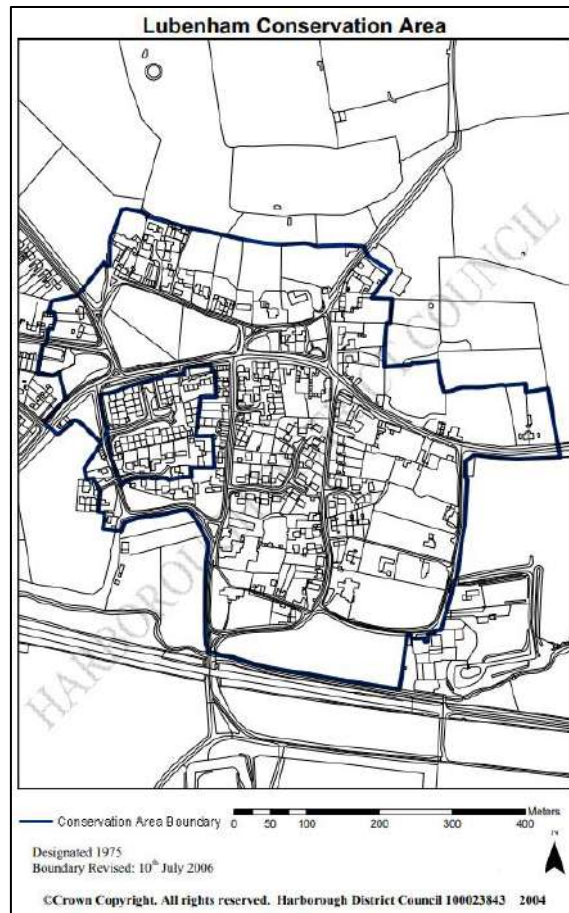 Lubenham Conservation Area
HARBOROUGH DISTRICT COUNCIL
Conservation Area Boundary
Meters
0 50 100 200 300 400
N
Designated 1975
Boundary Revised: 10th July 2006
©Crown Copyright. All rights reserved. Harborough District Council 100023843 2004